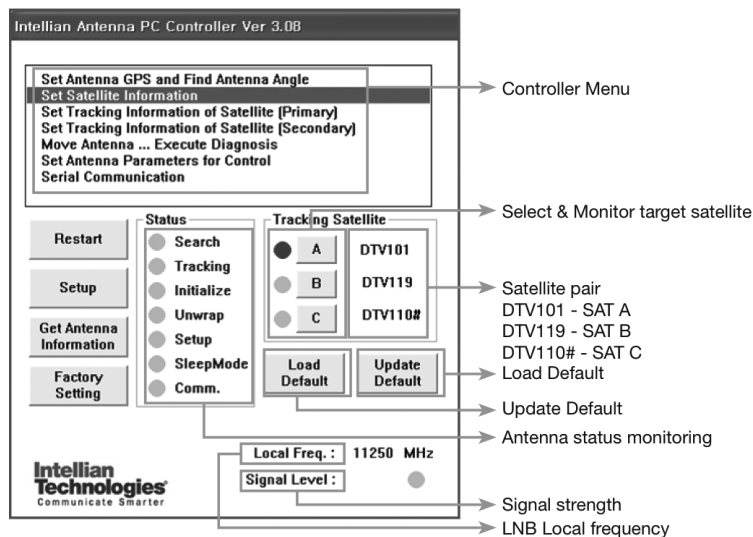 Intellian Antenna PC Controller Ver 3.08
Set Antenna GPS and Find Antenna Angle
Set Satellite Information
Set Tracking Information of Satellite (Primary)
Set Tracking Information of Satellite (Secondary)
Move Antenna ... Execute Diagnosis
Set Antenna Parameters for Control
Serial Communication
Controller Menu
Restart
Setup
Get Antenna
Information
Factory
Setting
Status
Search
Tracking
Initialize
Unwrap
Setup
SleepMode
Comm.
Tracking Satellite
A DTV101
B DTV119
C DTV110#
Load
Default
Update
Default
Select & Monitor target satellite
Satellite pair
DTV101 - SAT A
DTV119 - SAT B
DTV110# - SAT C
Load Default
Update Default
Antenna status monitoring
Local Freq. : 11250 MHz
Signal Level :
Intellian
Technologies
Communicate Smarter
Signal strength
LNB Local frequency